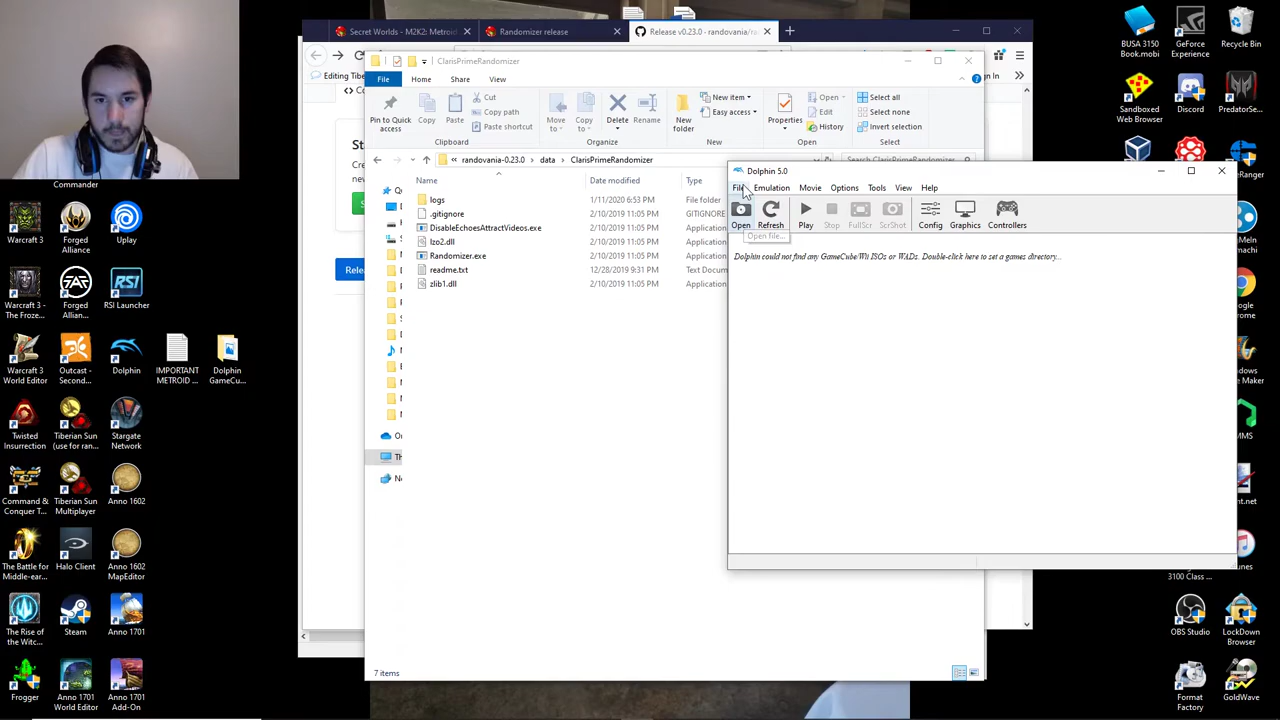 Secret Worlds - M2K2: Metroid
Randomizer release
Release v0.23.0 · randovania/ra
ClarisPrimeRandomizer
File
Home
Share
View
Editing Tibe
Sign In
Pin to Quick access
Copy
Paste
Cut
Copy path
Paste shortcut
Move to
Copy to
Delete
Rename
New folder
New item
Easy access
Properties
Open
Edit
History
Select all
Select none
Invert selection
Organize
New
Open
Select
randovania-0.23.0
data
ClarisPrimeRandomizer
Search ClarisPrimeRandomizer
Name
Date modified
Type
logs
1/11/2020 6:53 PM
File folder
.gitignore
2/10/2019 11:05 PM
GITIGNORE
DisableEchoesAttractVideos.exe
2/10/2019 11:05 PM
Application
lzo2.dll
2/10/2019 11:05 PM
Application
Randomizer.exe
2/10/2019 11:05 PM
Application
readme.txt
12/28/2019 9:31 PM
Text Docum
zlib1.dll
2/10/2019 11:05 PM
Application
7 items
Dolphin 5.0
File
Emulation
Movie
Options
Tools
View
Help
Open
Refresh
Play
Stop
FullScr
ScrShot
Config
Graphics
Controllers
Open file...
Dolphin could not find any GameCube/Wii ISOs or WADs. Double-click here to set a games directory...
Commander
Warcraft 3
Forged Allian...
Uplay
Warcraft 3 - The Froze...
Forged Allian...
RSI Launcher
Warcraft 3 World Editor
Outcast - Second...
Dolphin
IMPORTANT METROID ...
Dolphin GameCu...
Twisted Insurrection
Tiberian Sun (use for ran...
Stargate Network
Command & Conquer T...
Tiberian Sun Multiplayer
Anno 1602
The Battle for Middle-ear...
Halo Client
Anno 1602 MapEditor
The Rise of the Witc...
Steam
Anno 1701
Frogger
Anno 1701 World Editor
Anno 1701 Add-On
BUSA 3150 Book.mobi
GeForce Experience
Recycle Bin
Sandboxed Web Browser
Discord
PredatorSe...
3100 Class ...
OBS Studio
LockDown Browser
Format Factory
GoldWave